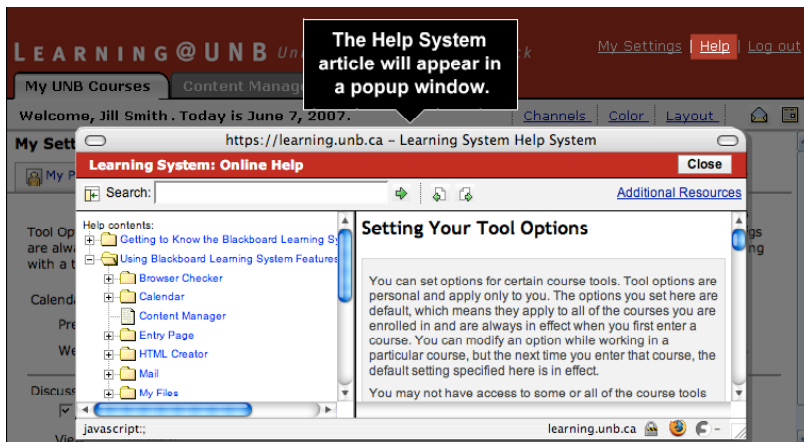 LEARNING@UNB Un
The Help System
article will appear in
a popup window.
k
My Settings | Help | Log out
My UNB Courses
Content Manag
Welcome, Jill Smith. Today is June 7, 2007.
Channels Color Layout
My Sett
https://learning.unb.ca – Learning System Help System
Learning System: Online Help
Close
My P
Search:
Additional Resources
Help contents:
Getting to Know the Blackboard Learning Sy
Using Blackboard Learning System Features
Browser Checker
Calendar
Content Manager
Entry Page
HTML Creator
Mail
My Files
Setting Your Tool Options
You can set options for certain course tools. Tool options are
personal and apply only to you. The options you set here are
default, which means they apply to all of the courses you are
enrolled in and are always in effect when you first enter a
course. You can modify an option while working in a
particular course, but the next time you enter that course, the
default setting specified here is in effect.
You may not have access to some or all of the course tools
Tool Op
are alwa
with a t
gs
ng
Calenda
Pre
We
Discuss
javascript:;
learning.unb.ca
Vie